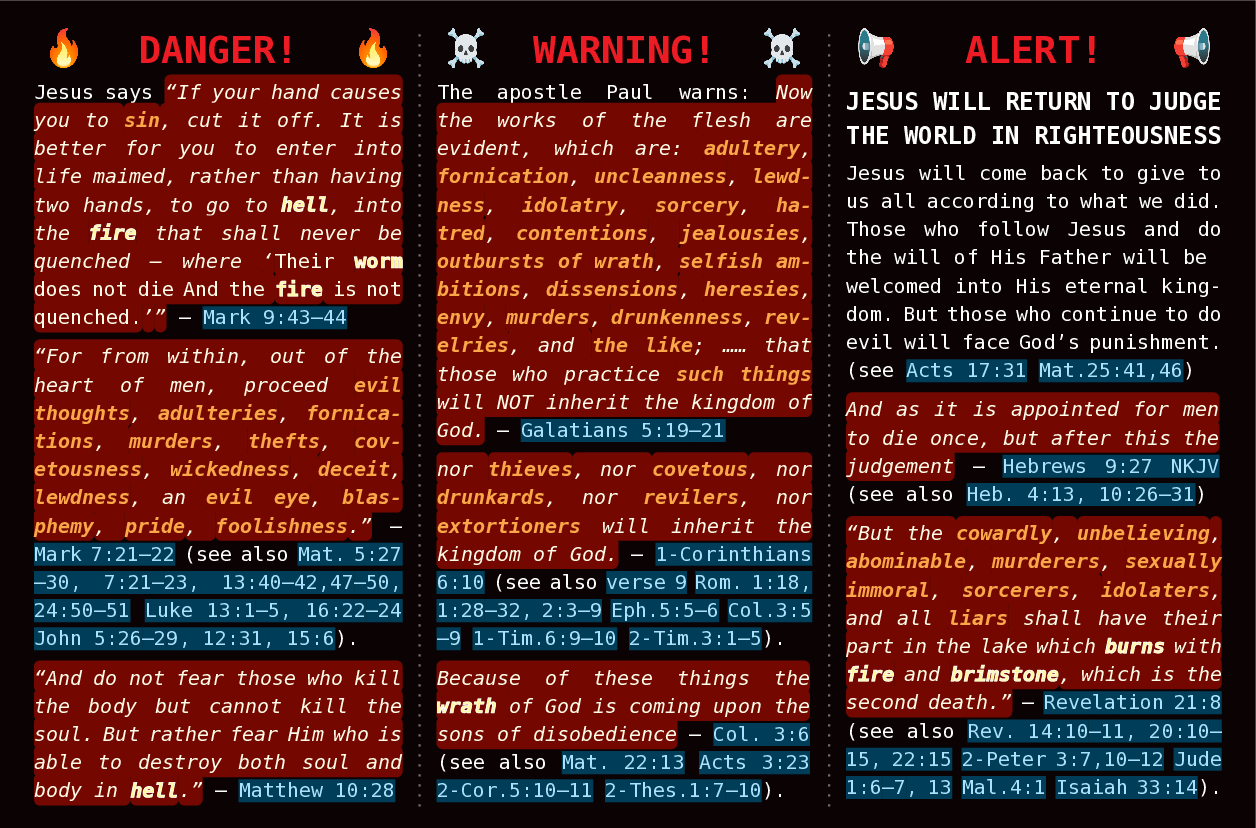 DANGER!
Jesus says “If your hand causes
you to sin, cut it off. It is
better for you to enter into
life maimed, rather than having
two hands, to go to hell, into
the fire that shall never be
quenched – where ‘Their worm
does not die And the fire is not
quenched.’” – Mark 9:43–44
“For from within, out of the
heart of men, proceed evil
thoughts, adulteries, fornica-
tions, murders, thefts, cov-
etousness, wickedness, deceit,
lewdness, an evil eye, blas-
phemy, pride, foolishness.” –
Mark 7:21–22 (see also Mat. 5:27
–30, 7:21–23, 13:40–42,47–50,
24:50–51 Luke 13:1–5, 16:22–24
John 5:26–29, 12:31, 15:6).
“And do not fear those who kill
the body but cannot kill the
soul. But rather fear Him who is
able to destroy both soul and
body in hell.” – Matthew 10:28
WARNING!
The apostle Paul warns: Now
the works of the flesh are
evident, which are: adultery,
fornication, uncleanness, lewd-
ness, idolatry, sorcery, ha-
tred, contentions, jealousies,
outbursts of wrath, selfish am-
bitions, dissensions, heresies,
envy, murders, drunkenness, rev-
elries, and the like; …… that
those who practice such things
will NOT inherit the kingdom of
God. – Galatians 5:19–21
nor thieves, nor covetous, nor
drunkards, nor revilers, nor
extortioners will inherit the
kingdom of God. – 1-Corinthians
6:10 (see also verse 9 Rom. 1:18,
1:28–32, 2:3–9 Eph.5:5–6 Col.3:5
–9 1-Tim.6:9–10 2-Tim.3:1–5).
Because of these things the
wrath of God is coming upon the
sons of disobedience – Col. 3:6
(see also Mat. 22:13 Acts 3:23
2-Cor.5:10–11 2-Thes.1:7–10).
ALERT!
JESUS WILL RETURN TO JUDGE
THE WORLD IN RIGHTEOUSNESS
Jesus will come back to give to
us all according to what we did.
Those who follow Jesus and do
the will of His Father will be
welcomed into His eternal king-
dom. But those who continue to do
evil will face God’s punishment.
(see Acts 17:31 Mat.25:41,46)
And as it is appointed for men
to die once, but after this the
judgement – Hebrews 9:27 NKJV
(see also Heb. 4:13, 10:26–31)
“But the cowardly, unbelieving,
abominable, murderers, sexually
immoral, sorcerers, idolaters,
and all liars shall have their
part in the lake which burns with
fire and brimstone, which is the
second death.” – Revelation 21:8
(see also Rev. 14:10–11, 20:10–
15, 22:15 2-Peter 3:7,10–12 Jude
1:6–7, 13 Mal.4:1 Isaiah 33:14).